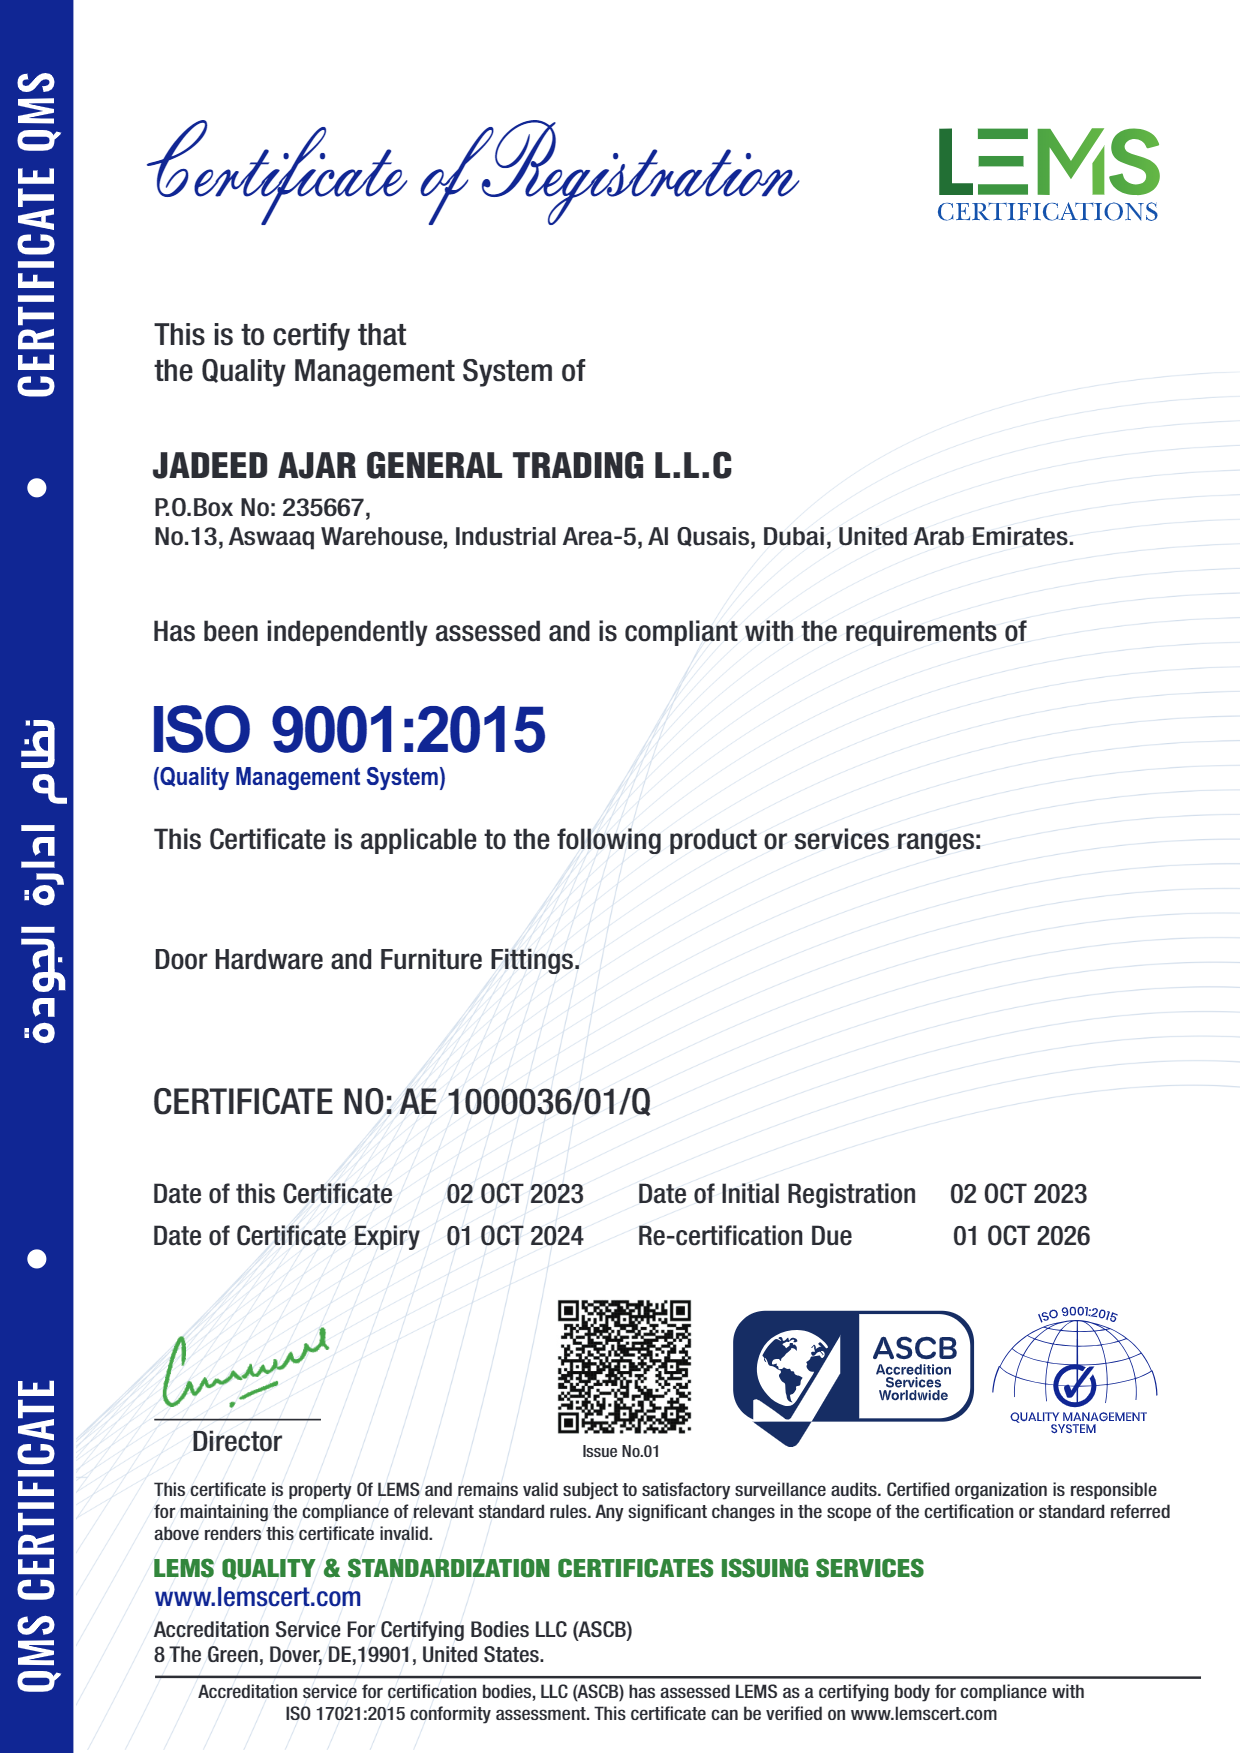 CERTIFICATE QMS
نظام ادارة الجودة
QMS CERTIFICATE
Certificate of Registration
LEMS
CERTIFICATIONS
This is to certify that
the Quality Management System of
JADEED AJAR GENERAL TRADING L.L.C
P.O.Box No: 235667,
No.13, Aswaaq Warehouse, Industrial Area-5, Al Qusais, Dubai, United Arab Emirates.
Has been independently assessed and is compliant with the requirements of
ISO 9001:2015
(Quality Management System)
This Certificate is applicable to the following product or services ranges:
Door Hardware and Furniture Fittings.
CERTIFICATE NO: AE 1000036/01/Q
Date of this Certificate 02 OCT 2023 Date of Initial Registration 02 OCT 2023
Date of Certificate Expiry 01 OCT 2024 Re-certification Due 01 OCT 2026
Director
Issue No.01
ASCB
Accreditation
Services
Worldwide
ISO 9001:2015
QUALITY MANAGEMENT
SYSTEM
This certificate is property Of LEMS and remains valid subject to satisfactory surveillance audits. Certified organization is responsible
for maintaining the compliance of relevant standard rules. Any significant changes in the scope of the certification or standard referred
above renders this certificate invalid.
LEMS QUALITY & STANDARDIZATION CERTIFICATES ISSUING SERVICES
www.lemscert.com
Accreditation Service For Certifying Bodies LLC (ASCB)
8 The Green, Dover, DE,19901, United States.
Accreditation service for certification bodies, LLC (ASCB) has assessed LEMS as a certifying body for compliance with
ISO 17021:2015 conformity assessment. This certificate can be verified on www.lemscert.com